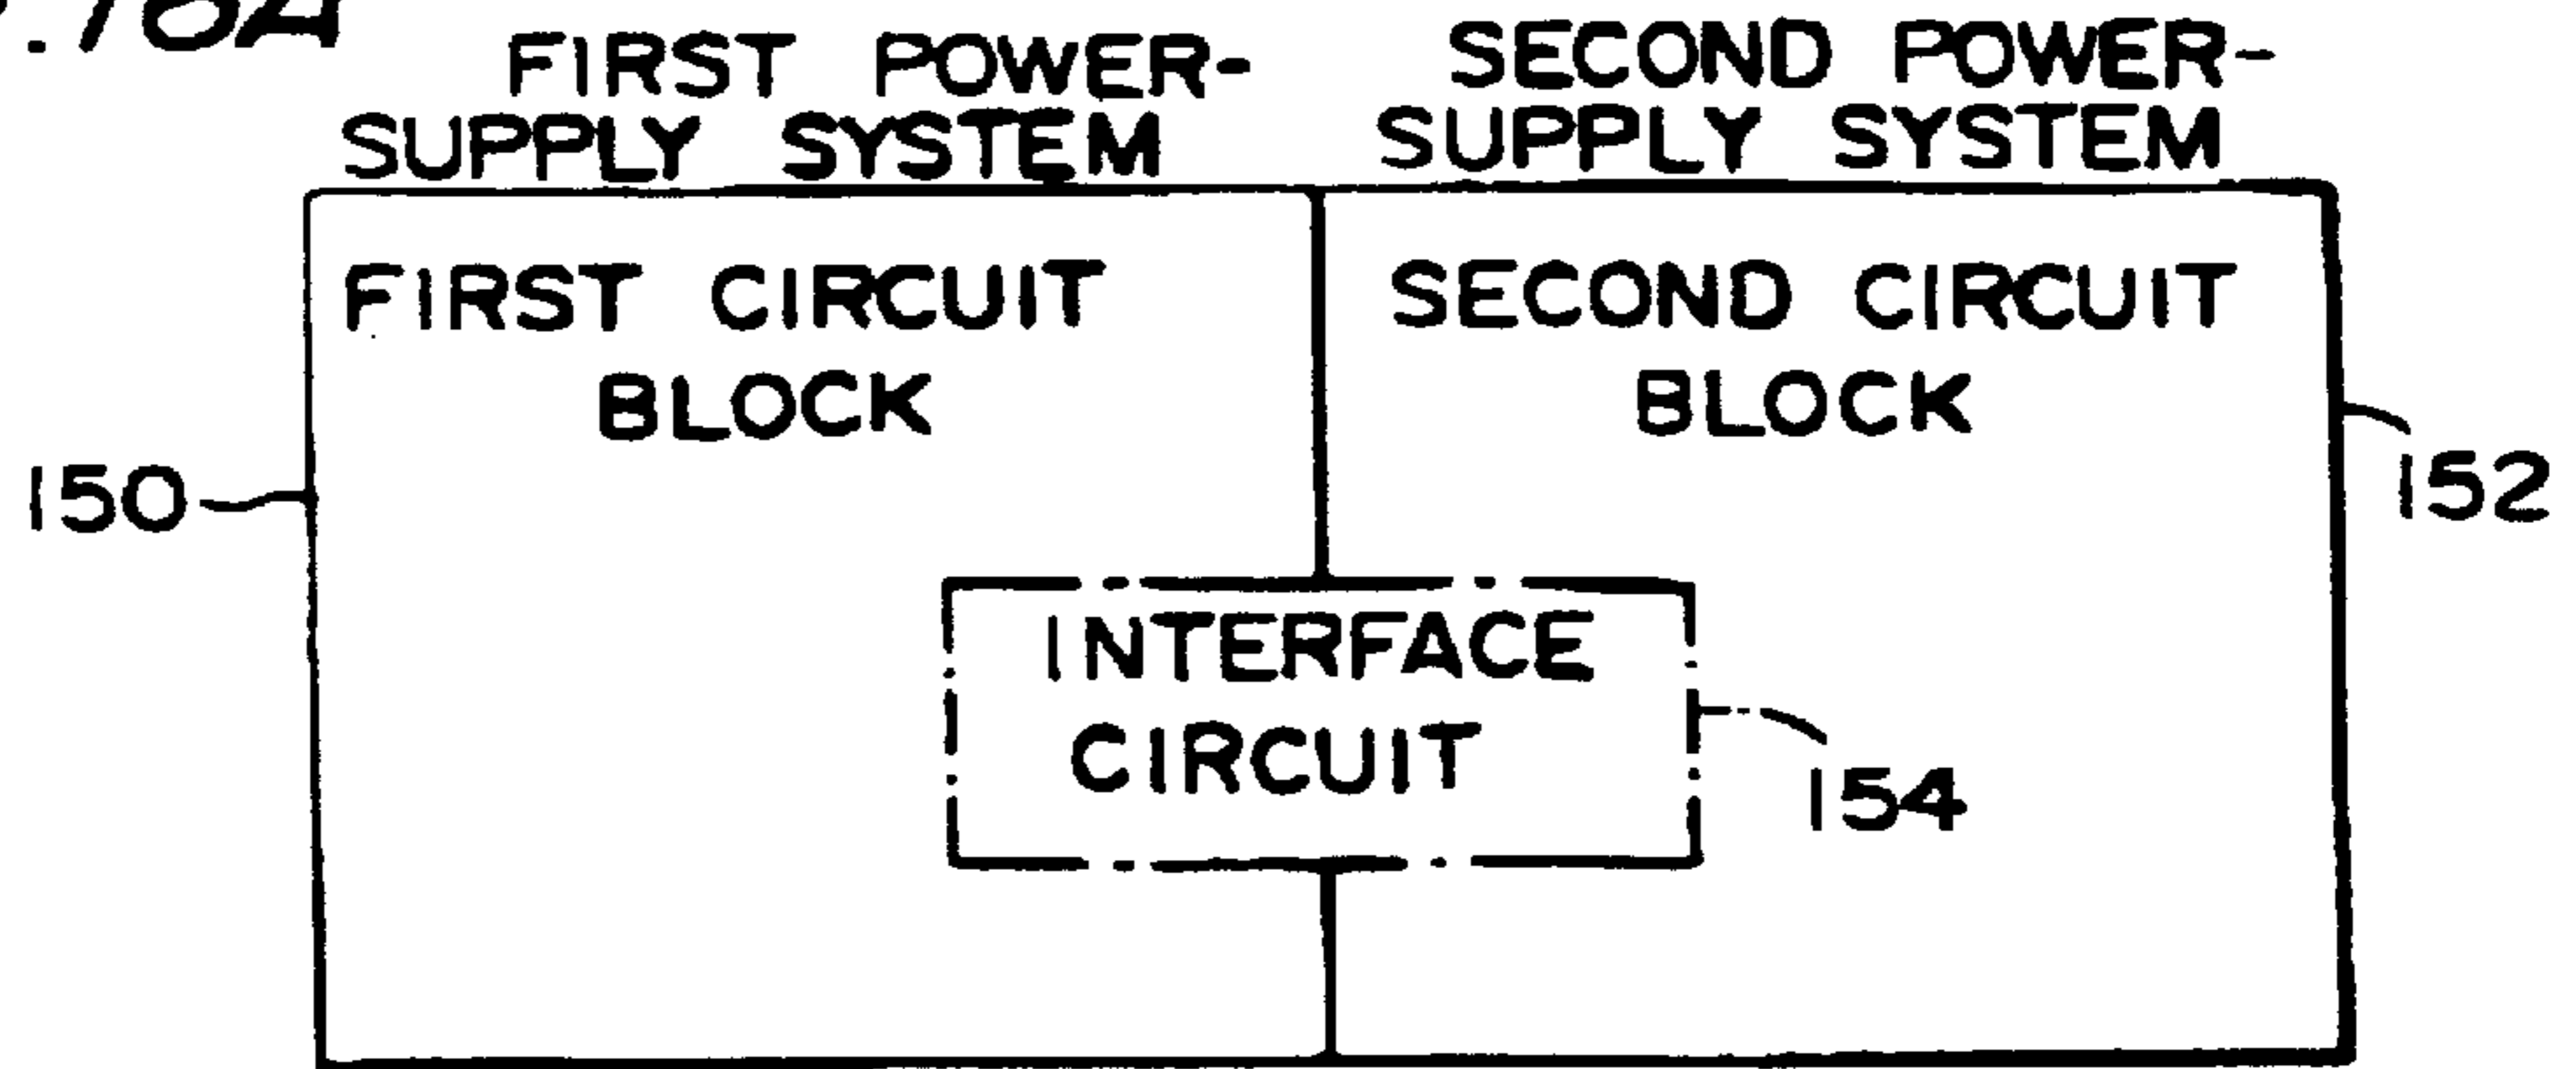 FIRST POWER-
SUPPLY SYSTEM
SECOND POWER-
SUPPLY SYSTEM
FIRST CIRCUIT
BLOCK
SECOND CIRCUIT
BLOCK
150
152
INTERFACE
CIRCUIT
154